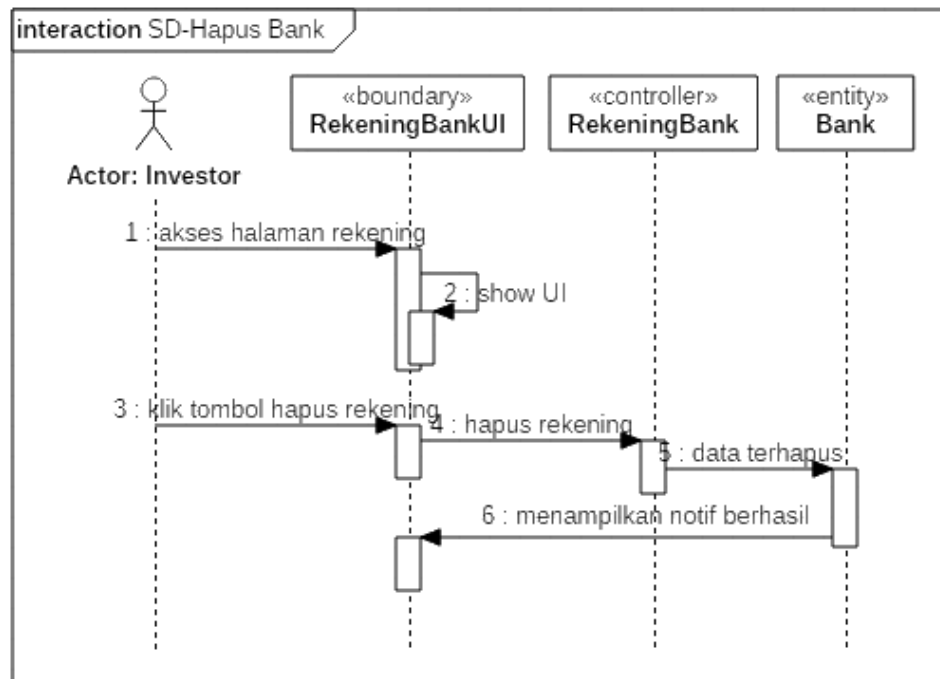 interaction SD-Hapus Bank
«boundary»
RekeningBankUI
«controller»
RekeningBank
«entity»
Bank
Actor: Investor
1 : akses halaman rekening
2 : show UI
3 : klik tombol hapus rekening
4 : hapus rekening
5 : data terhapus
6 : menampilkan notif berhasil